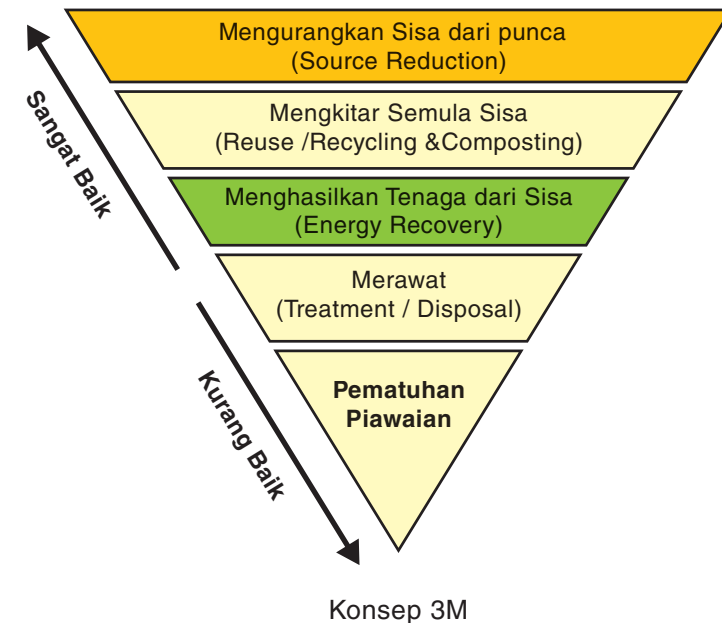 Mengurangkan Sisa dari punca
(Source Reduction)
Mengkitar Semula Sisa
(Reuse /Recycling &Composting)
Menghasilkan Tenaga dari Sisa
(Energy Recovery)
Merawat
(Treatment / Disposal)
Pematuhan
Piawaian
Sangat Baik
Kurang Baik
Konsep 3M